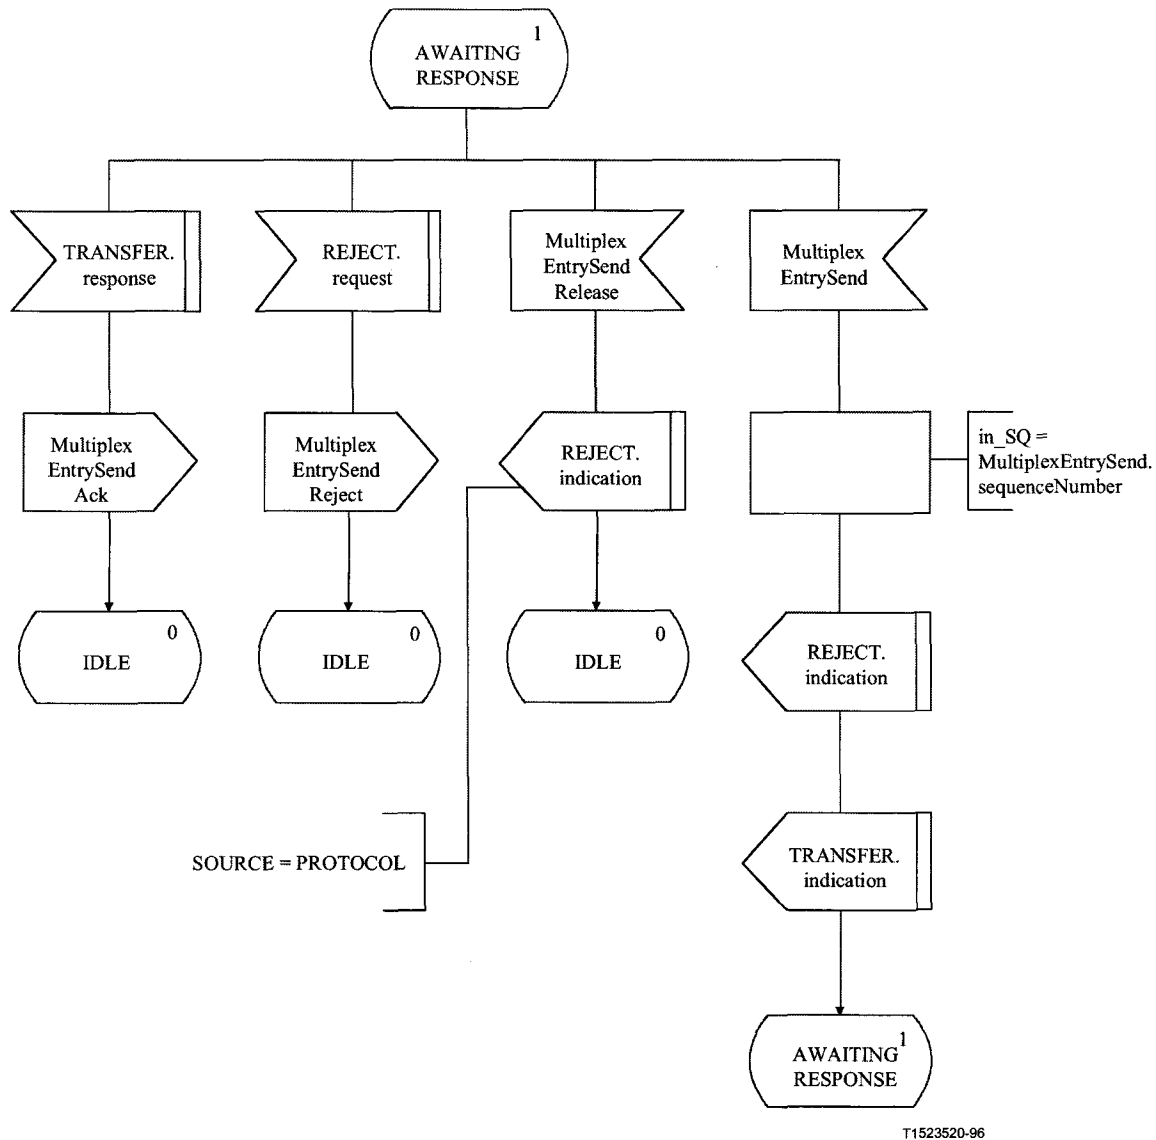 1
AWAITING
RESPONSE
TRANSFER.
response
REJECT.
request
Multiplex
EntrySend
Release
Multiplex
EntrySend
Multiplex
EntrySend
Ack
Multiplex
EntrySend
Reject
REJECT.
indication
in_SQ =
MultiplexEntrySend.
sequenceNumber
0
IDLE
0
IDLE
0
IDLE
REJECT.
indication
SOURCE = PROTOCOL
TRANSFER.
indication
1
AWAITING
RESPONSE
T1523520-96